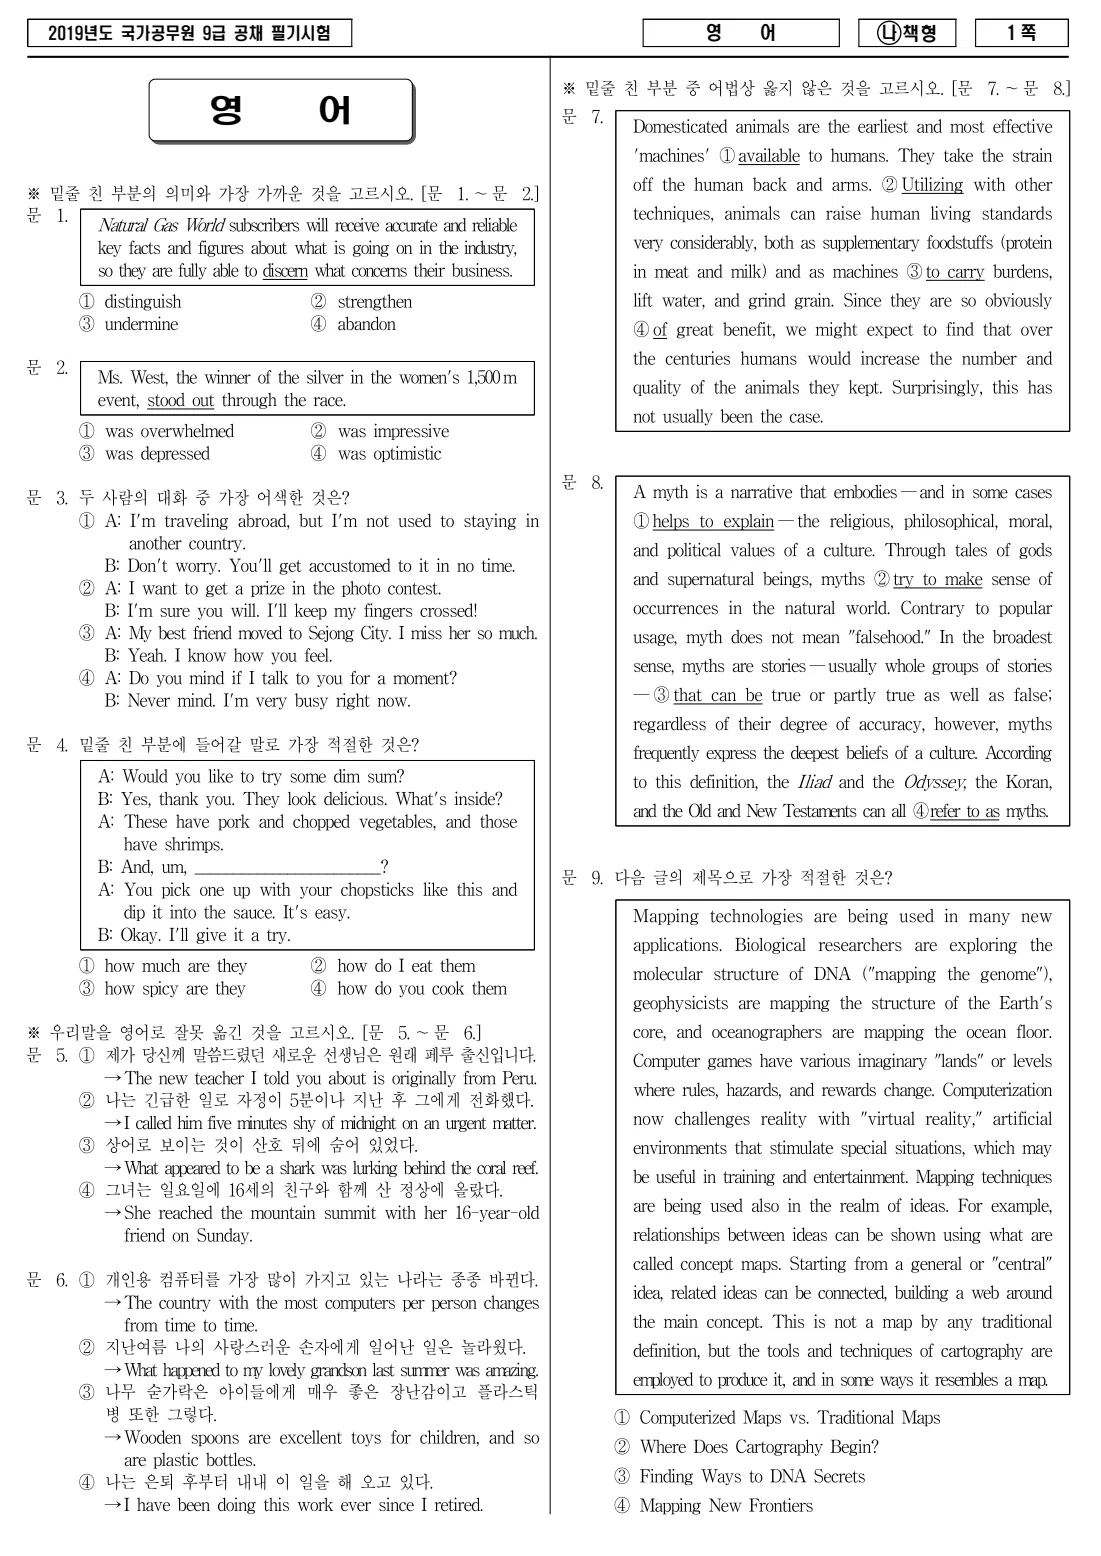 2019년도 국가공무원 9급 공채 필기시험
영 어
㉯책형
1쪽
영 어
※ 밑줄 친 부분의 의미와 가장 가까운 것을 고르시오. [문 1. ~ 문 2.]
문 1.
Natural Gas World subscribers will receive accurate and reliable
key facts and figures about what is going on in the industry,
so they are fully able to discern what concerns their business.
① distinguish ② strengthen
③ undermine ④ abandon
문 2.
Ms. West, the winner of the silver in the women's 1,500 m
event, stood out through the race.
① was overwhelmed ② was impressive
③ was depressed ④ was optimistic
문 3. 두 사람의 대화 중 가장 어색한 것은?
① A: I'm traveling abroad, but I'm not used to staying in
another country.
B: Don't worry. You'll get accustomed to it in no time.
② A: I want to get a prize in the photo contest.
B: I'm sure you will. I'll keep my fingers crossed!
③ A: My best friend moved to Sejong City. I miss her so much.
B: Yeah. I know how you feel.
④ A: Do you mind if I talk to you for a moment?
B: Never mind. I'm very busy right now.
문 4. 밑줄 친 부분에 들어갈 말로 가장 적절한 것은?
A: Would you like to try some dim sum?
B: Yes, thank you. They look delicious. What's inside?
A: These have pork and chopped vegetables, and those
have shrimps.
B: And, um, ______________________?
A: You pick one up with your chopsticks like this and
dip it into the sauce. It's easy.
B: Okay. I'll give it a try.
① how much are they ② how do I eat them
③ how spicy are they ④ how do you cook them
※ 우리말을 영어로 잘못 옮긴 것을 고르시오. [문 5. ~ 문 6.]
문 5. ① 제가 당신께 말씀드렸던 새로운 선생님은 원래 페루 출신입니다.
→ The new teacher I told you about is originally from Peru.
② 나는 긴급한 일로 자정이 5분이나 지난 후 그에게 전화했다.
→ I called him five minutes shy of midnight on an urgent matter.
③ 상어로 보이는 것이 산호 뒤에 숨어 있었다.
→ What appeared to be a shark was lurking behind the coral reef.
④ 그녀는 일요일에 16세의 친구와 함께 산 정상에 올랐다.
→ She reached the mountain summit with her 16-year-old
friend on Sunday.
문 6. ① 개인용 컴퓨터를 가장 많이 가지고 있는 나라는 종종 바뀐다.
→ The country with the most computers per person changes
from time to time.
② 지난여름 나의 사랑스러운 손자에게 일어난 일은 놀라웠다.
→ What happened to my lovely grandson last summer was amazing.
③ 나무 숟가락은 아이들에게 매우 좋은 장난감이고 플라스틱
병 또한 그렇다.
→ Wooden spoons are excellent toys for children, and so
are plastic bottles.
④ 나는 은퇴 후부터 내내 이 일을 해 오고 있다.
→ I have been doing this work ever since I retired.
※ 밑줄 친 부분 중 어법상 옳지 않은 것을 고르시오. [문 7. ~ 문 8.]
문 7.
Domesticated animals are the earliest and most effective
'machines' ① available to humans. They take the strain
off the human back and arms. ② Utilizing with other
techniques, animals can raise human living standards
very considerably, both as supplementary foodstuffs (protein
in meat and milk) and as machines ③ to carry burdens,
lift water, and grind grain. Since they are so obviously
④ of great benefit, we might expect to find that over
the centuries humans would increase the number and
quality of the animals they kept. Surprisingly, this has
not usually been the case.
문 8.
A myth is a narrative that embodies — and in some cases
① helps to explain — the religious, philosophical, moral,
and political values of a culture. Through tales of gods
and supernatural beings, myths ② try to make sense of
occurrences in the natural world. Contrary to popular
usage, myth does not mean "falsehood." In the broadest
sense, myths are stories — usually whole groups of stories
— ③ that can be true or partly true as well as false;
regardless of their degree of accuracy, however, myths
frequently express the deepest beliefs of a culture. According
to this definition, the Iliad and the Odyssey, the Koran,
and the Old and New Testaments can all ④ refer to as myths.
문 9. 다음 글의 제목으로 가장 적절한 것은?
Mapping technologies are being used in many new
applications. Biological researchers are exploring the
molecular structure of DNA ("mapping the genome"),
geophysicists are mapping the structure of the Earth's
core, and oceanographers are mapping the ocean floor.
Computer games have various imaginary "lands" or levels
where rules, hazards, and rewards change. Computerization
now challenges reality with "virtual reality," artificial
environments that stimulate special situations, which may
be useful in training and entertainment. Mapping techniques
are being used also in the realm of ideas. For example,
relationships between ideas can be shown using what are
called concept maps. Starting from a general or "central"
idea, related ideas can be connected, building a web around
the main concept. This is not a map by any traditional
definition, but the tools and techniques of cartography are
employed to produce it, and in some ways it resembles a map.
① Computerized Maps vs. Traditional Maps
② Where Does Cartography Begin?
③ Finding Ways to DNA Secrets
④ Mapping New Frontiers